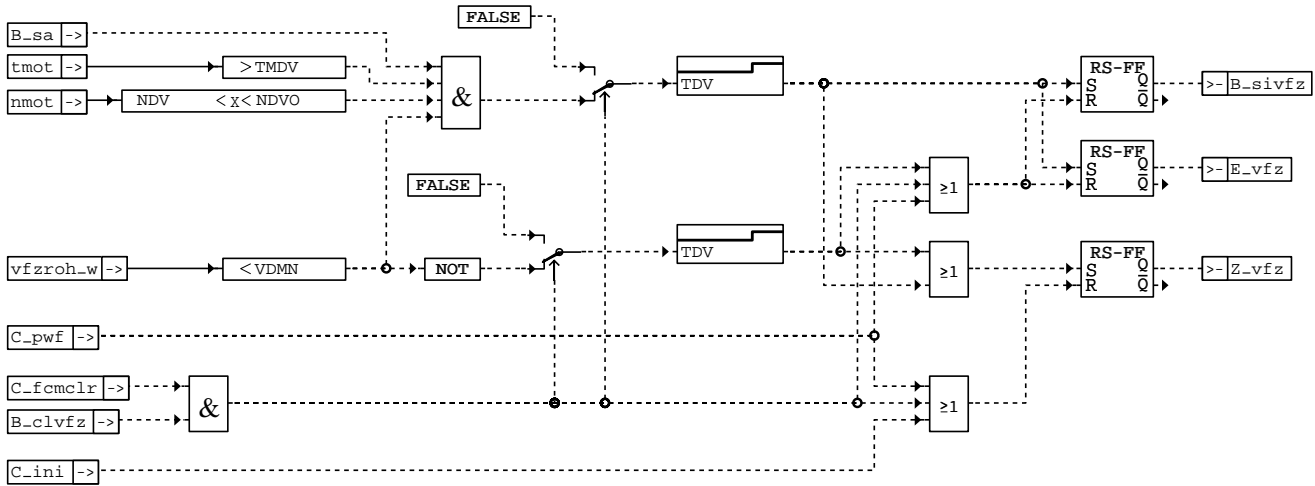 FALSE
B_sa ->
tmot ->
>TMDV
nmot ->
NDV <x<NDVO
&
TDV
RS-FF
S Q
R Q̅
>- B_sivfz
FALSE
≥1
RS-FF
S Q
R Q̅
>- E_vfz
vfzroh_w ->
<VDMN
NOT
TDV
≥1
RS-FF
S Q
R Q̅
>- Z_vfz
C_pwf ->
C_fcmclr ->
B_clvfz ->
&
≥1
C_ini ->